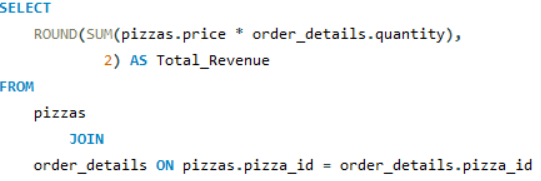 SELECT
ROUND(SUM(pizzas.price * order_details.quantity),
2) AS Total_Revenue
FROM
pizzas
JOIN
order_details ON pizzas.pizza_id = order_details.pizza_id